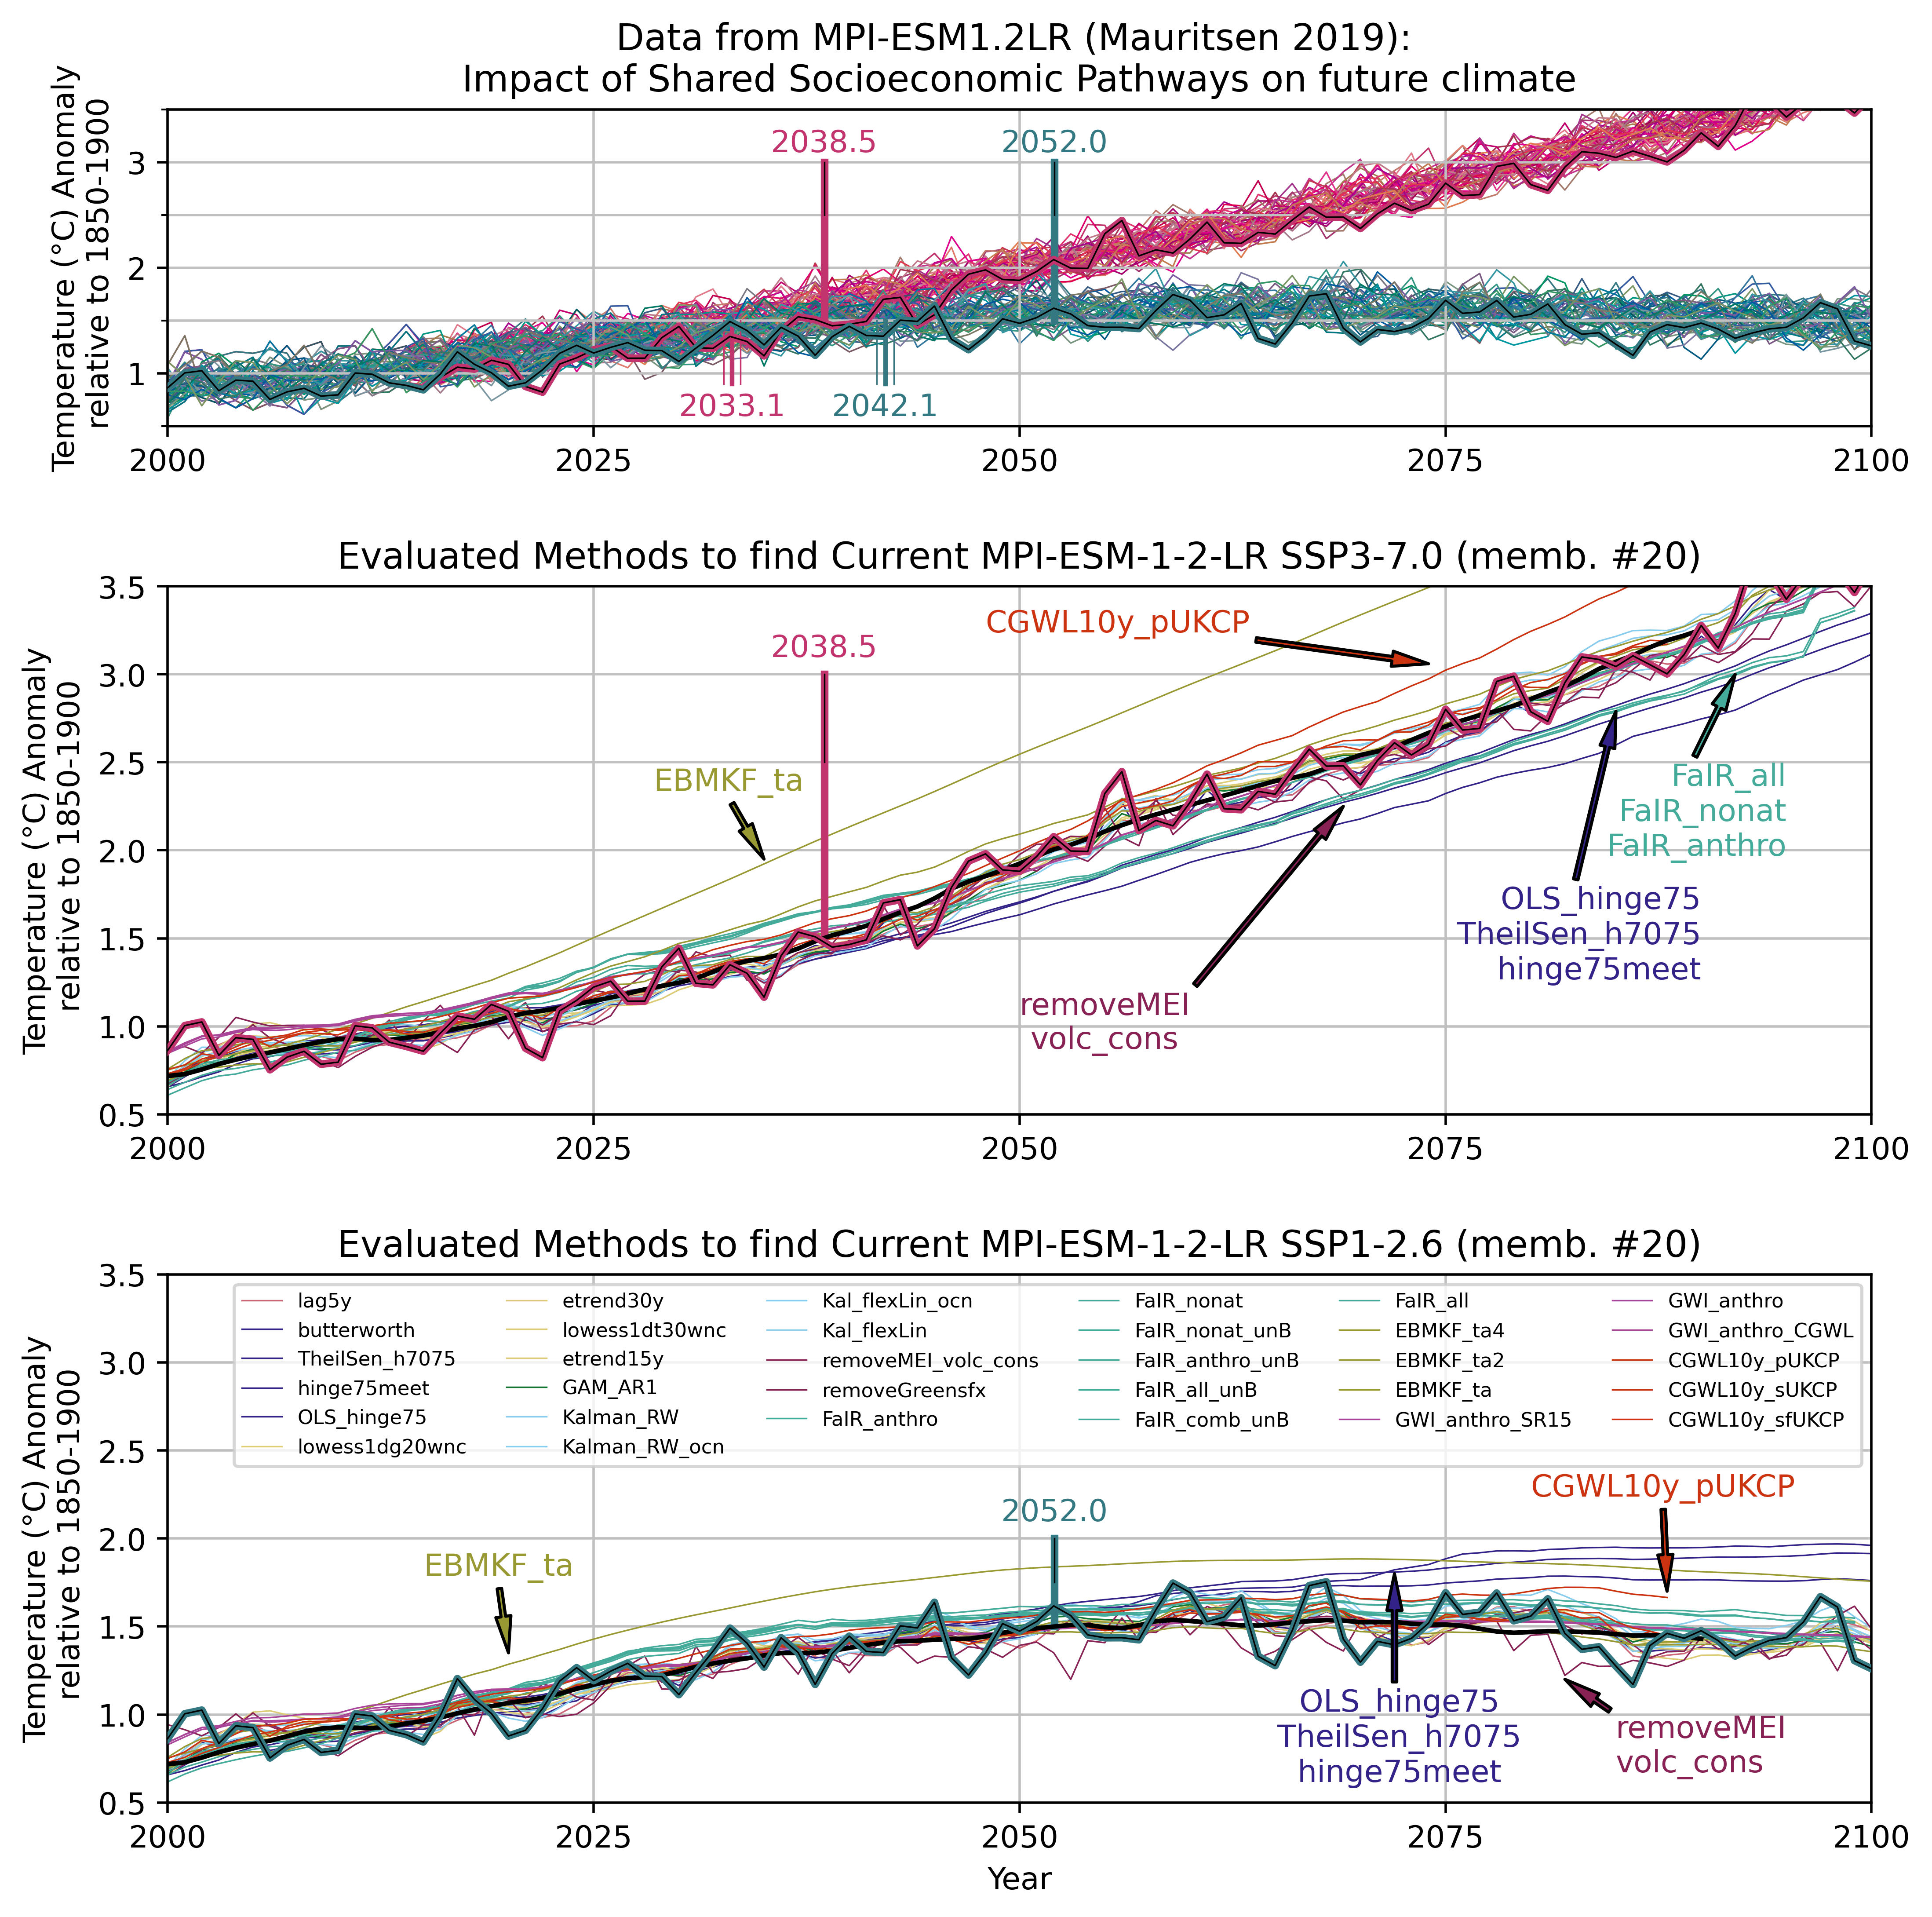 Data from MPI-ESM1.2LR (Mauritsen 2019):
Impact of Shared Socioeconomic Pathways on future climate
Temperature (°C) Anomaly
relative to 1850-1900
3
2
1
2038.5
2052.0
2033.1
2042.1
2000
2025
2050
2075
2100
Evaluated Methods to find Current MPI-ESM-1-2-LR SSP3-7.0 (memb. #20)
Temperature (°C) Anomaly
relative to 1850-1900
3.5
3.0
2.5
2.0
1.5
1.0
0.5
CGWL10y_pUKCP
2038.5
EBMKF_ta
FaIR_all
FaIR_nonat
FaIR_anthro
OLS_hinge75
TheilSen_h7075
hinge75meet
removeMEI
volc_cons
2000
2025
2050
2075
2100
Evaluated Methods to find Current MPI-ESM-1-2-LR SSP1-2.6 (memb. #20)
Temperature (°C) Anomaly
relative to 1850-1900
3.5
3.0
2.5
2.0
1.5
1.0
0.5
lag5y
butterworth
TheilSen_h7075
hinge75meet
OLS_hinge75
lowess1dg20wnc
etrend30y
lowess1dt30wnc
etrend15y
GAM_AR1
Kalman_RW
Kalman_RW_ocn
Kal_flexLin_ocn
Kal_flexLin
removeMEI_volc_cons
removeGreensfx
FaIR_anthro
FaIR_nonat
FaIR_nonat_unB
FaIR_anthro_unB
FaIR_all_unB
FaIR_comb_unB
FaIR_all
EBMKF_ta4
EBMKF_ta2
EBMKF_ta
GWI_anthro_SR15
GWI_anthro
GWI_anthro_CGWL
CGWL10y_pUKCP
CGWL10y_sUKCP
CGWL10y_sfUKCP
CGWL10y_pUKCP
2052.0
EBMKF_ta
OLS_hinge75
TheilSen_h7075
hinge75meet
removeMEI
volc_cons
2000
2025
2050
2075
2100
Year